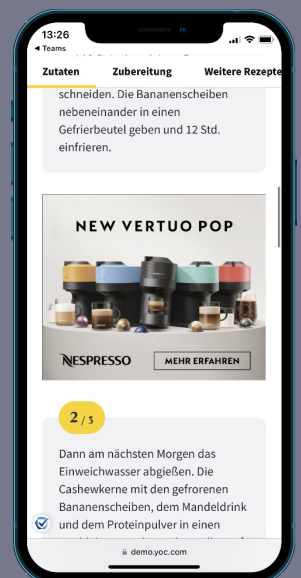 13:26
◀ Teams
Zutaten Zubereitung Weitere Rezepte
schneiden. Die Bananenscheiben
nebeneinander in einen
Gefrierbeutel geben und 12 Std.
einfrieren.
NEW VERTUO POP
NESPRESSO
MEHR ERFAHREN
2 / 3
Dann am nächsten Morgen das
Einweichwasser abgießen. Die
Cashewkerne mit den gefrorenen
Bananenscheiben, dem Mandeldrink
und dem Proteinpulver in einen
demo.yoc.com